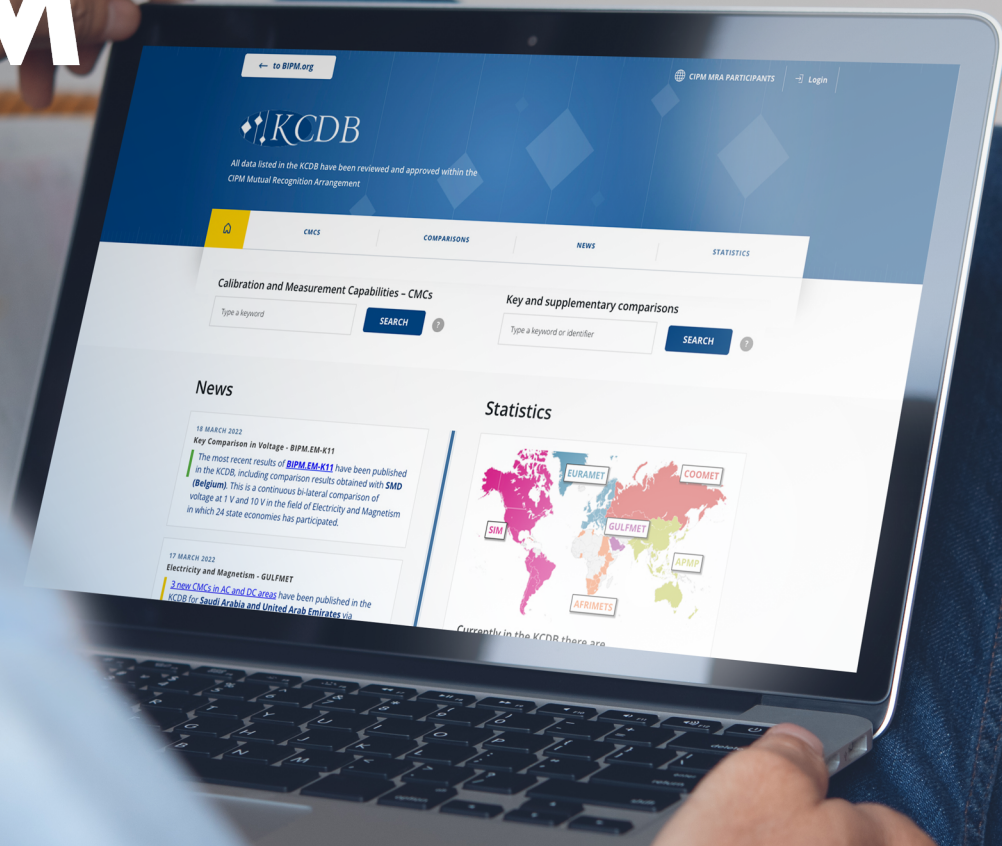 M
← to BIPM.org
CIPM MRA PARTICIPANTS
Login
KCDB
All data listed in the KCDB have been reviewed and approved within the
CIPM Mutual Recognition Arrangement
CMCS
COMPARISONS
NEWS
STATISTICS
Calibration and Measurement Capabilities – CMCs
Type a keyword
SEARCH
?
Key and supplementary comparisons
Type a keyword or identifier
SEARCH
?
News
18 MARCH 2022
Key Comparison in Voltage - BIPM.EM-K11
The most recent results of BIPM.EM-K11 have been published
in the KCDB, including comparison results obtained with SMD
(Belgium). This is a continuous bi-lateral comparison of
voltage at 1 V and 10 V in the field of Electricity and Magnetism
in which 24 state economies has participated.
17 MARCH 2022
Electricity and Magnetism - GULFMET
3 new CMCs in AC and DC areas have been published in the
KCDB for Saudi Arabia and United Arab Emirates via
Statistics
EURAMET
COOMET
SIM
GULFMET
APMP
AFRIMETS
Currently in the KCDB there are